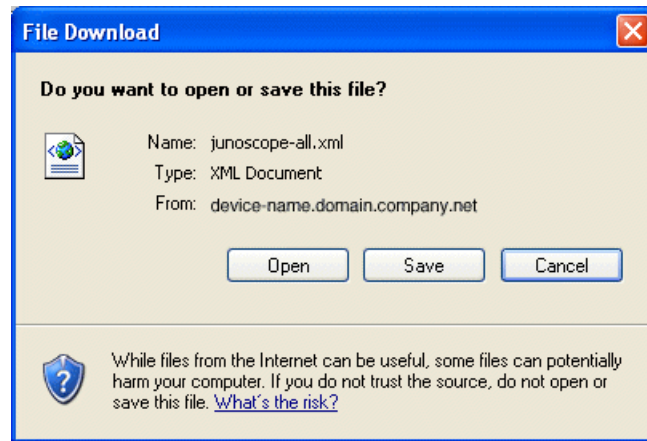 File Download
Do you want to open or save this file?
Name: junoscope-all.xml
Type: XML Document
From: device-name.domain.company.net
Open Save Cancel
While files from the Internet can be useful, some files can potentially
harm your computer. If you do not trust the source, do not open or
save this file. What's the risk?